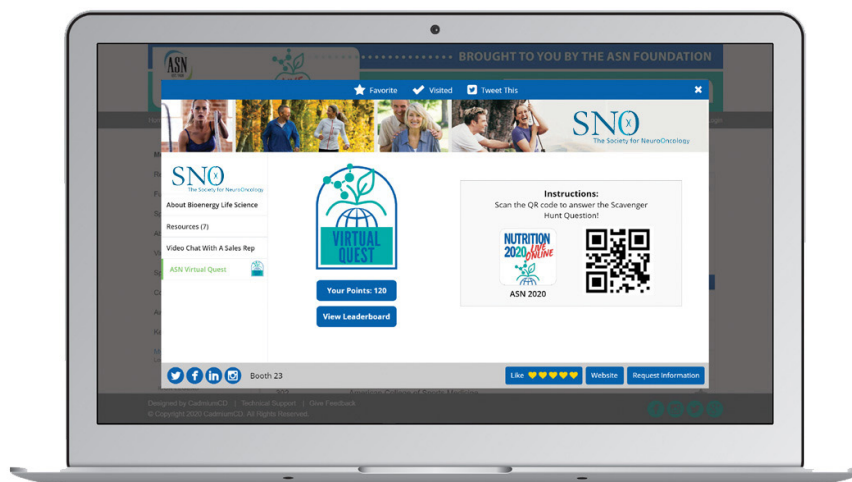 ASN
BROUGHT TO YOU BY THE ASN FOUNDATION
Favorite
Visited
Tweet This
SNO
The Society for NeuroOncology
SNO
The Society for NeuroOncology
About Bioenergy Life Science
Resources (7)
Video Chat With A Sales Rep
ASN Virtual Quest
VIRTUAL
QUEST
Your Points: 120
View Leaderboard
Instructions:
Scan the QR code to answer the Scavenger
Hunt Question!
NUTRITION
2020 LIVE
ONLINE
ASN 2020
Booth 23
Like
Website
Request Information
Designed by CadmiumCD | Technical Support | Give Feedback
© Copyright 2020 CadmiumCD. All Rights Reserved.